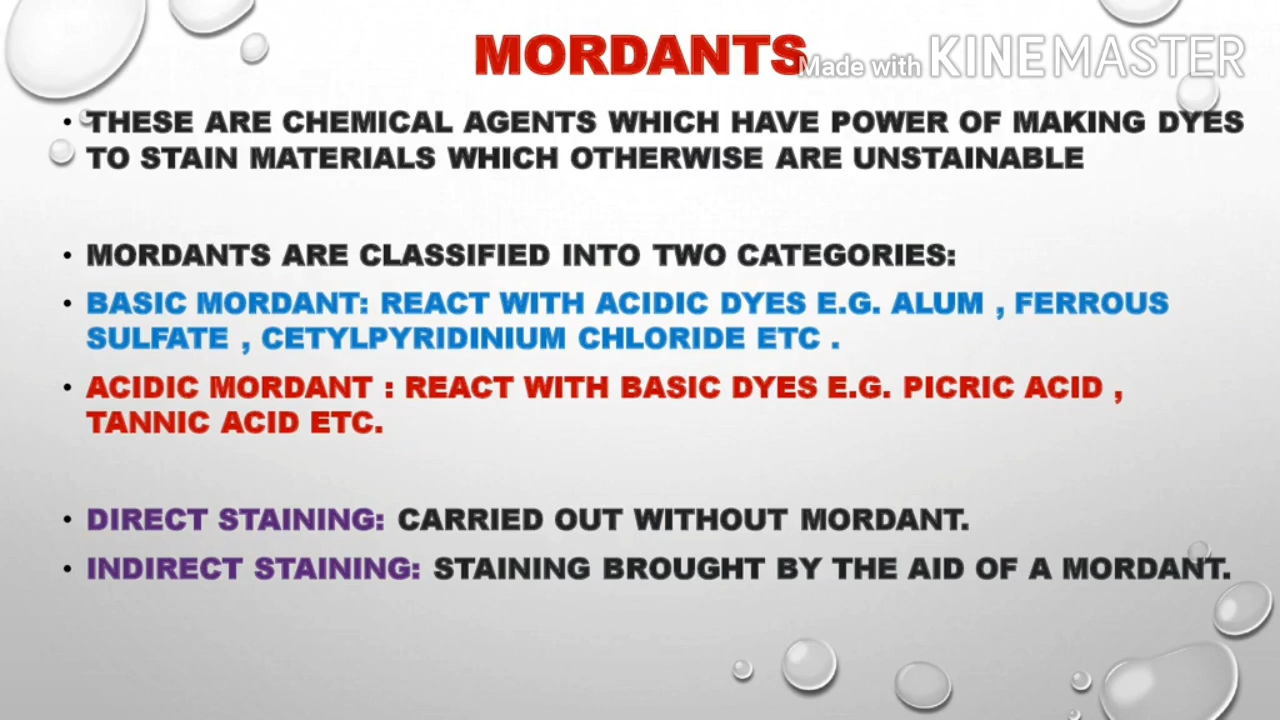 MORDANTS
Made with KINEMASTER
• THESE ARE CHEMICAL AGENTS WHICH HAVE POWER OF MAKING DYES
TO STAIN MATERIALS WHICH OTHERWISE ARE UNSTAINABLE
• MORDANTS ARE CLASSIFIED INTO TWO CATEGORIES:
• BASIC MORDANT: REACT WITH ACIDIC DYES E.G. ALUM , FERROUS
SULFATE , CETYLPYRIDINIUM CHLORIDE ETC .
• ACIDIC MORDANT : REACT WITH BASIC DYES E.G. PICRIC ACID ,
TANNIC ACID ETC.
• DIRECT STAINING: CARRIED OUT WITHOUT MORDANT.
• INDIRECT STAINING: STAINING BROUGHT BY THE AID OF A MORDANT.